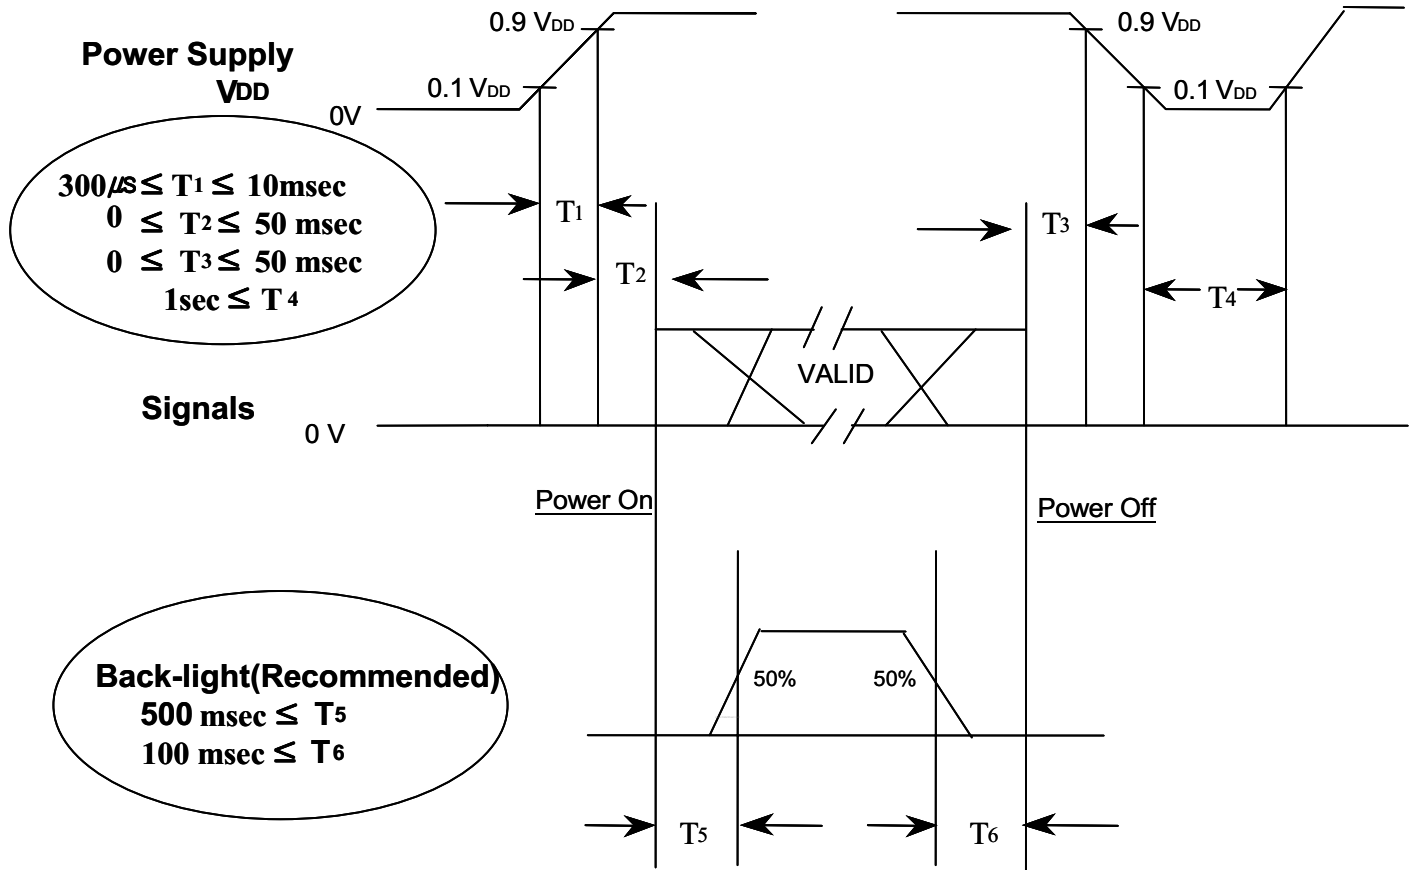 0.9 VDD
0.9 VDD
Power Supply
VDD
0.1 VDD
0.1 VDD
0V
300μs ≤ T1 ≤ 10msec
0 ≤ T2 ≤ 50 msec
0 ≤ T3 ≤ 50 msec
1sec ≤ T4
T1
T3
T2
T4
VALID
Signals
0 V
Power On
Power Off
Back-light(Recommended)
500 msec ≤ T5
100 msec ≤ T6
50%
50%
T5
T6